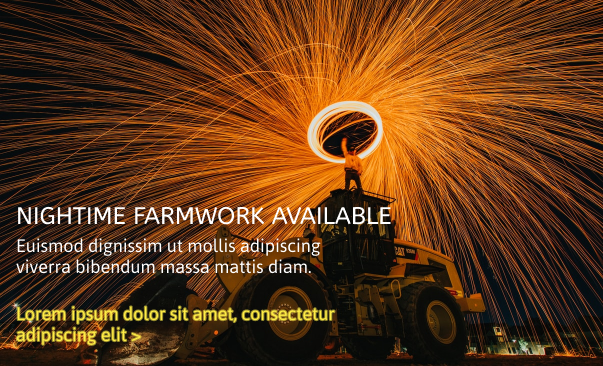 NIGHTIME FARMWORK AVAILABLE
Euismod dignissim ut mollis adipiscing
viverra bibendum massa mattis diam.
Lorem ipsum dolor sit amet, consectetur
adipiscing elit >
CAT